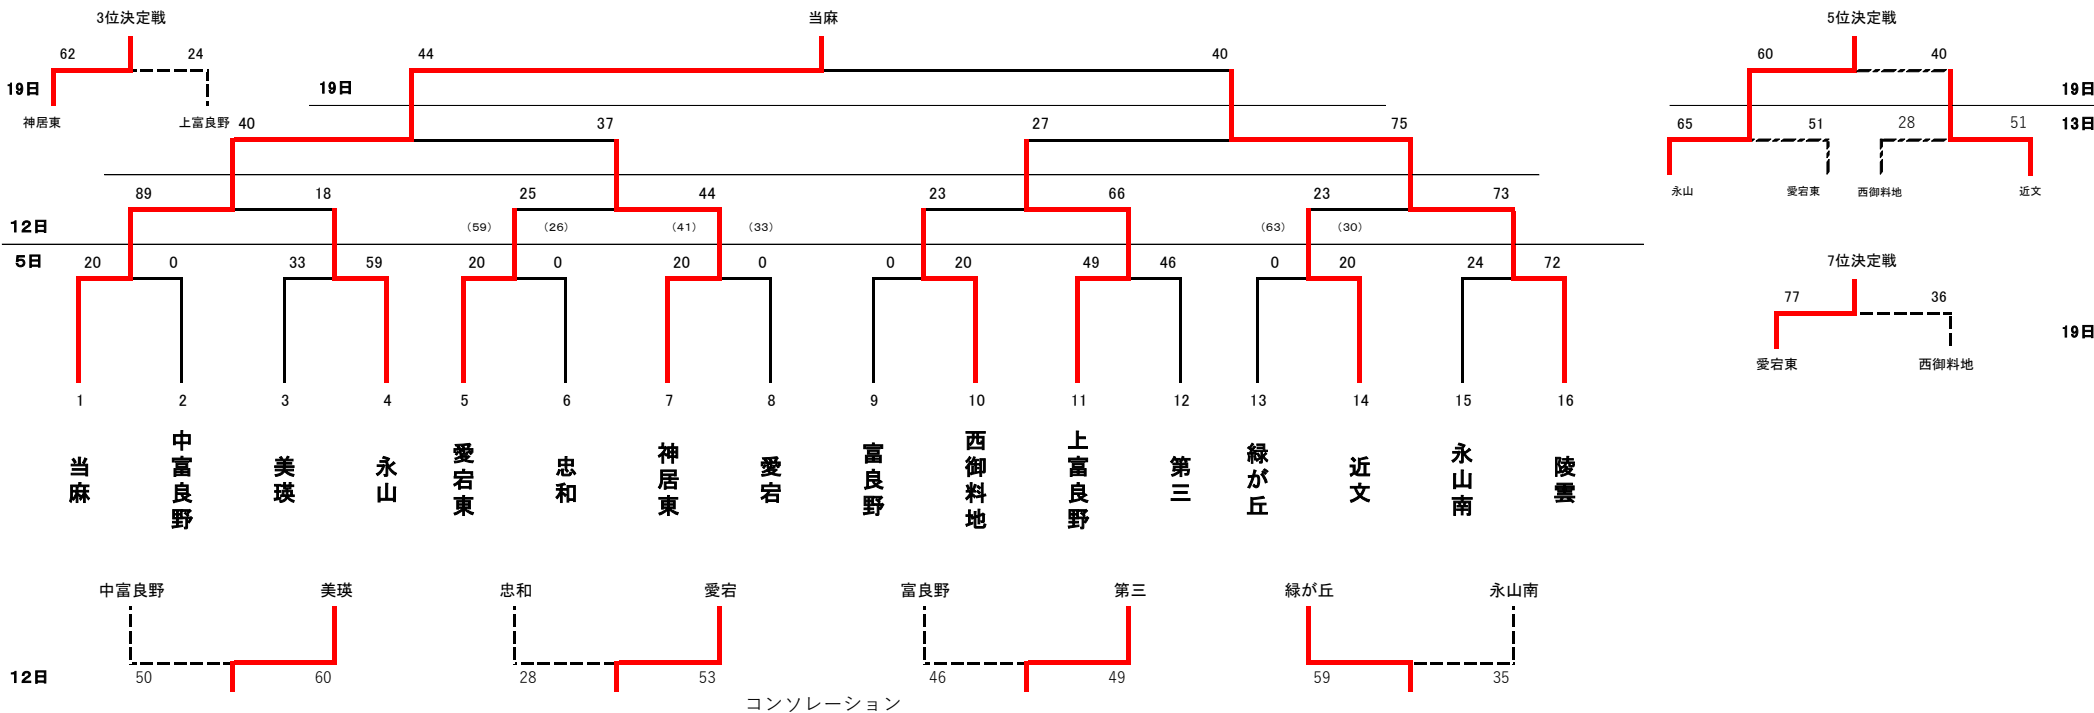 3位決定戦 当麻 5位決定戦
62 24 44 40 60 40
19日 19日 19日
神居東 上富良野 40 37 27 75 65 51 28 51 13日
89 18 25 44 23 66 23 73 永山 愛宕東 西御料地 近文
12日 (59) (26) (41) (33) (63) (30)
5日 20 0 33 59 20 0 20 0 0 20 49 46 0 20 24 72 7位決定戦
77 36
19日
愛宕東 西御料地
1 2 3 4 5 6 7 8 9 10 11 12 13 14 15 16
当麻
中富良野
美瑛
永山
愛宕東
忠和
神居東
愛宕
富良野
西御料地
上富良野
第三
緑が丘
近文
永山南
陵雲
中富良野 美瑛 忠和 愛宕 富良野 第三 緑が丘 永山南
12日 50 60 28 53 46 49 59 35
コンソレーション